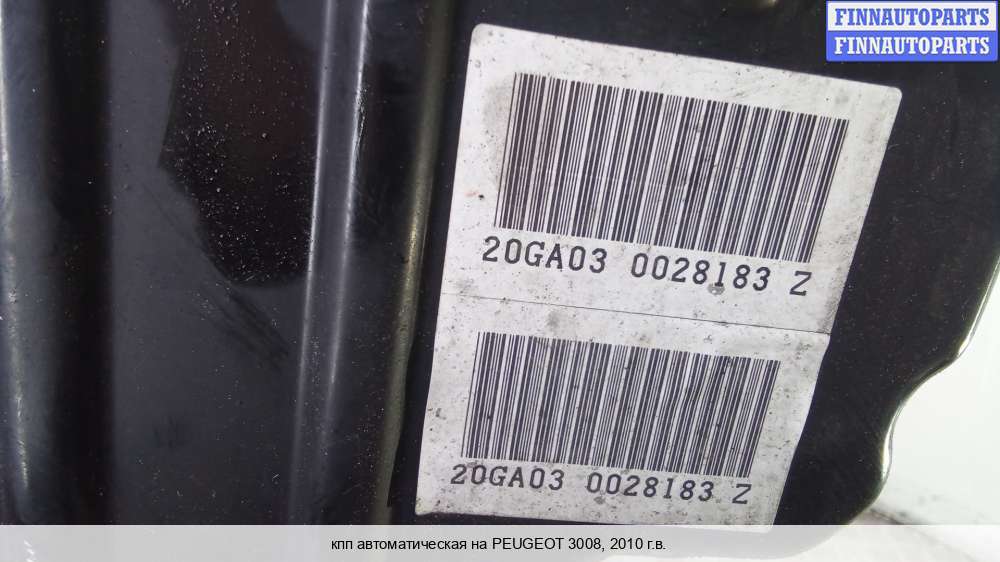 FINNAUTOPARTS
FINNAUTOPARTS
20GA03 0028183 Z
20GA03 0028183 Z
кпп автоматическая на PEUGEOT 3008, 2010 г.в.